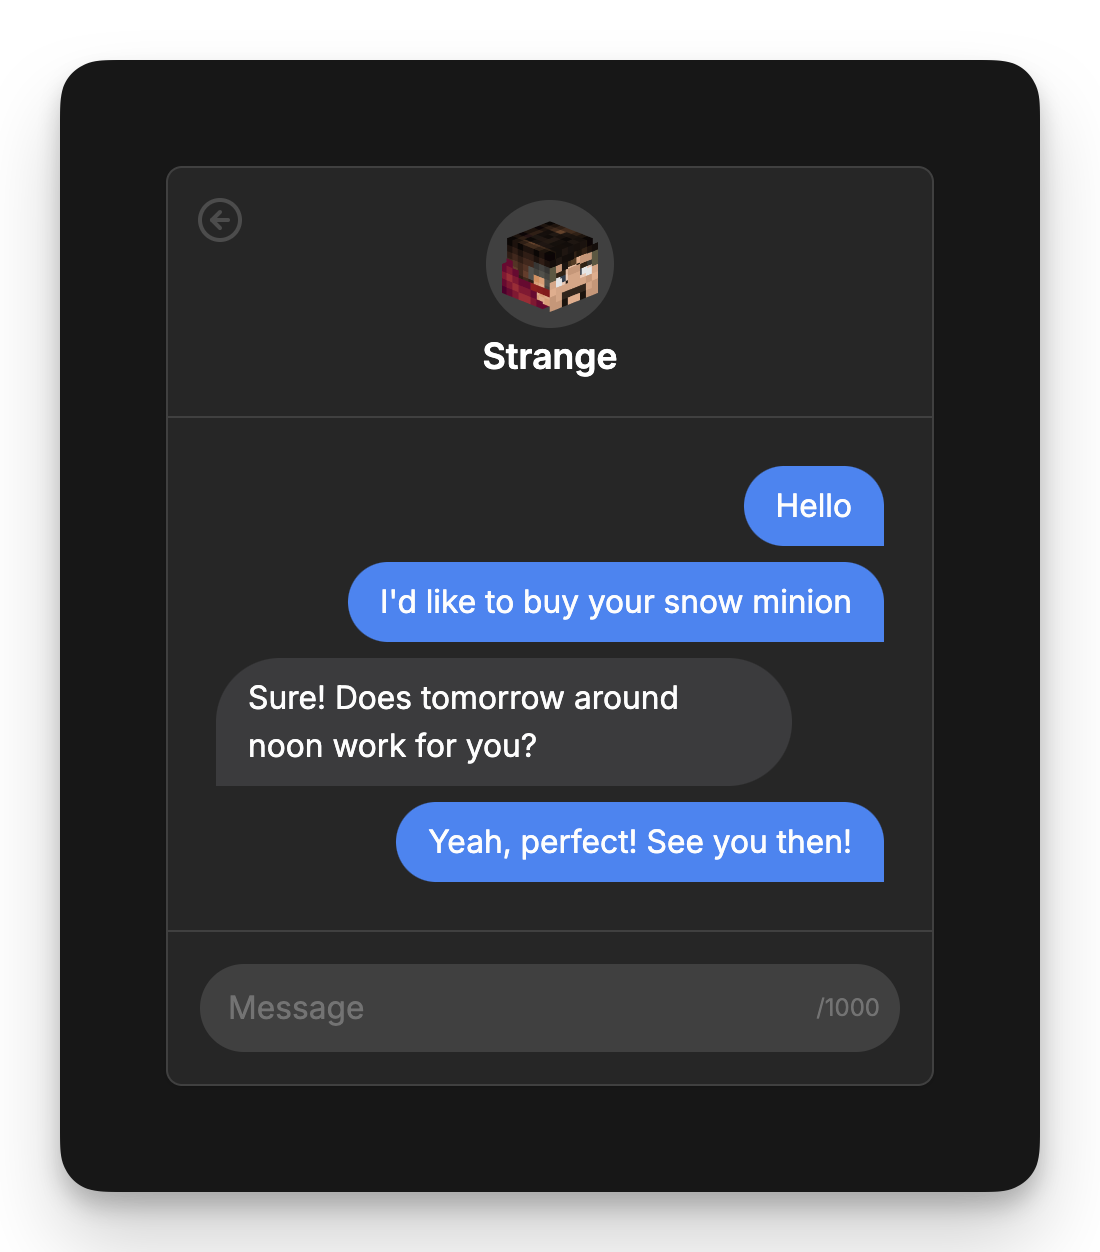 Strange
Hello
I'd like to buy your snow minion
Sure! Does tomorrow around
noon work for you?
Yeah, perfect! See you then!
Message /1000